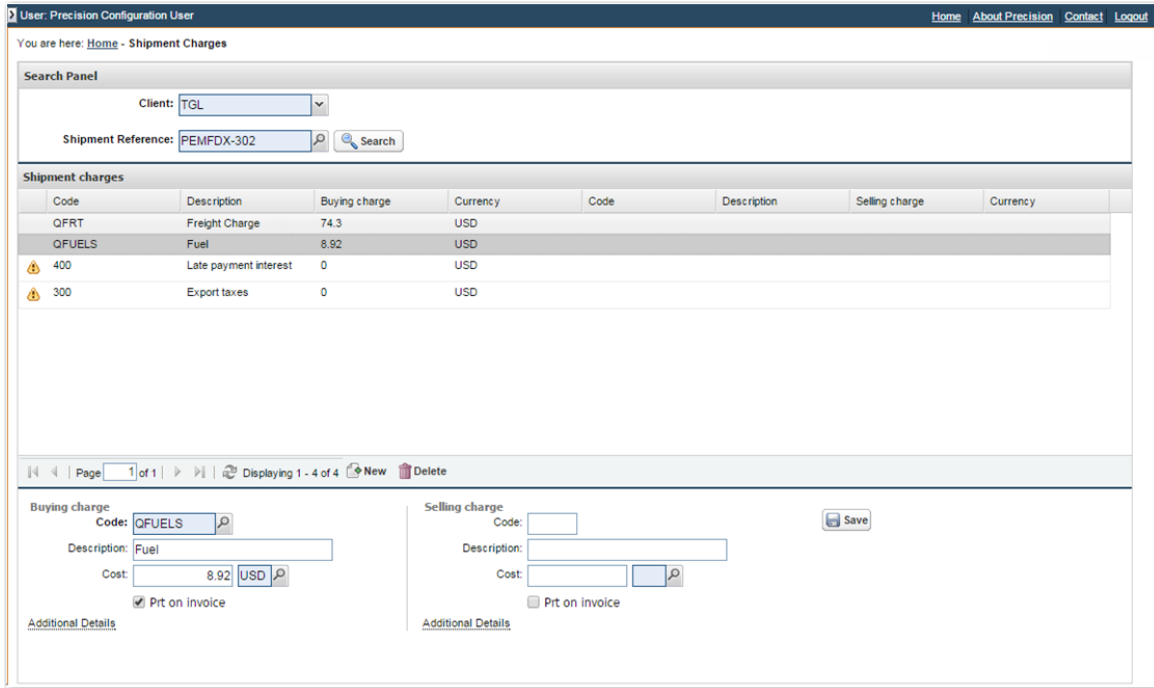 User: Precision Configuration User Home About Precision Contact Logout
You are here: Home - Shipment Charges
Search Panel
Client: TGL
Shipment Reference: PEMFDX-302 Search
Shipment charges
Code Description Buying charge Currency Code Description Selling charge Currency
QFRT Freight Charge 74.3 USD
QFUELS Fuel 8.92 USD
400 Late payment interest 0 USD
300 Export taxes 0 USD
Page 1 of 1 Displaying 1 - 4 of 4 New Delete
Buying charge Selling charge
Code: QFUELS Code: Save
Description: Fuel Description:
Cost: 8.92 USD Cost:
Prt on invoice Prt on invoice
Additional Details Additional Details